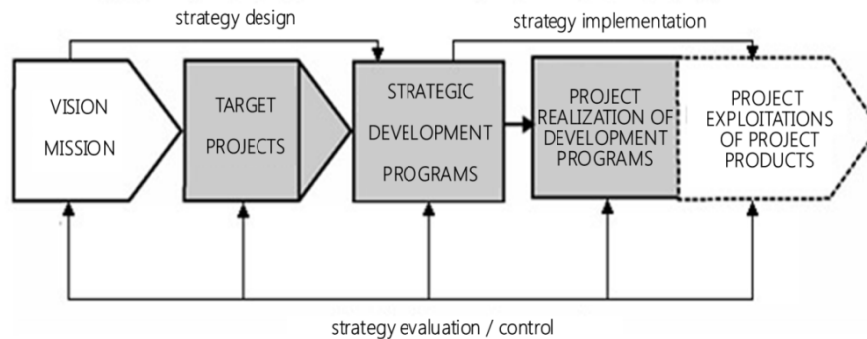 strategy design
strategy implementation
VISION
MISSION
TARGET
PROJECTS
STRATEGIC
DEVELOPMENT
PROGRAMS
PROJECT
REALIZATION OF
DEVELOPMENT
PROGRAMS
PROJECT
EXPLOITATIONS
OF PROJECT
PRODUCTS
strategy evaluation / control